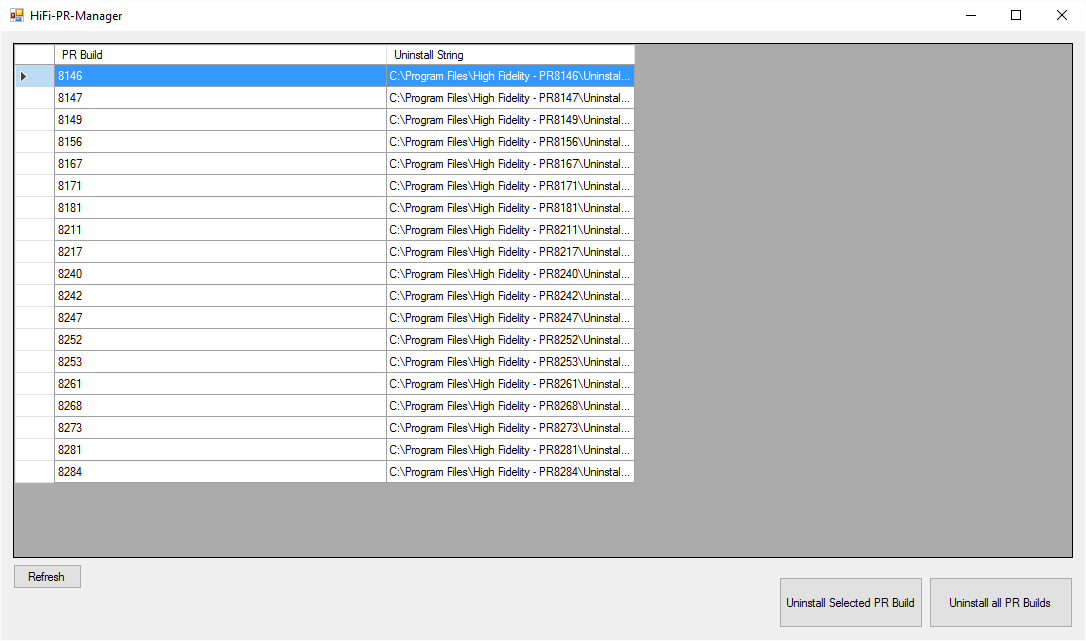 HiFi-PR-Manager
PR Build Uninstall String
8146 C:\Program Files\High Fidelity - PR8146\Uninstal...
8147 C:\Program Files\High Fidelity - PR8147\Uninstal...
8149 C:\Program Files\High Fidelity - PR8149\Uninstal...
8156 C:\Program Files\High Fidelity - PR8156\Uninstal...
8167 C:\Program Files\High Fidelity - PR8167\Uninstal...
8171 C:\Program Files\High Fidelity - PR8171\Uninstal...
8181 C:\Program Files\High Fidelity - PR8181\Uninstal...
8211 C:\Program Files\High Fidelity - PR8211\Uninstal...
8217 C:\Program Files\High Fidelity - PR8217\Uninstal...
8240 C:\Program Files\High Fidelity - PR8240\Uninstal...
8242 C:\Program Files\High Fidelity - PR8242\Uninstal...
8247 C:\Program Files\High Fidelity - PR8247\Uninstal...
8252 C:\Program Files\High Fidelity - PR8252\Uninstal...
8253 C:\Program Files\High Fidelity - PR8253\Uninstal...
8261 C:\Program Files\High Fidelity - PR8261\Uninstal...
8268 C:\Program Files\High Fidelity - PR8268\Uninstal...
8273 C:\Program Files\High Fidelity - PR8273\Uninstal...
8281 C:\Program Files\High Fidelity - PR8281\Uninstal...
8284 C:\Program Files\High Fidelity - PR8284\Uninstal...
Refresh
Uninstall Selected PR Build Uninstall all PR Builds